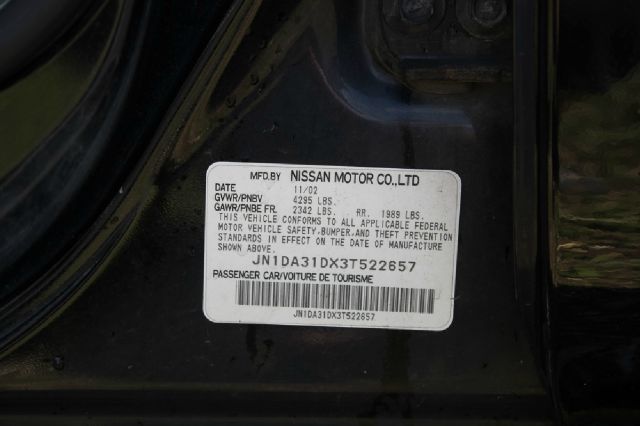 MFD.BY NISSAN MOTOR CO.,LTD
DATE 11/02
GVWR/PNBV 4295 LBS.
GAWR/PNBE FR. 2342 LBS. RR. 1989 LBS.
THIS VEHICLE CONFORMS TO ALL APPLICABLE FEDERAL
MOTOR VEHICLE SAFETY,BUMPER,AND THEFT PREVENTION
STANDARDS IN EFFECT ON THE DATE OF MANUFACTURE
SHOWN ABOVE.
JN1DA31DX3T522657
PASSENGER CAR/VOITURE DE TOURISME
JN1DA31DX3T522657